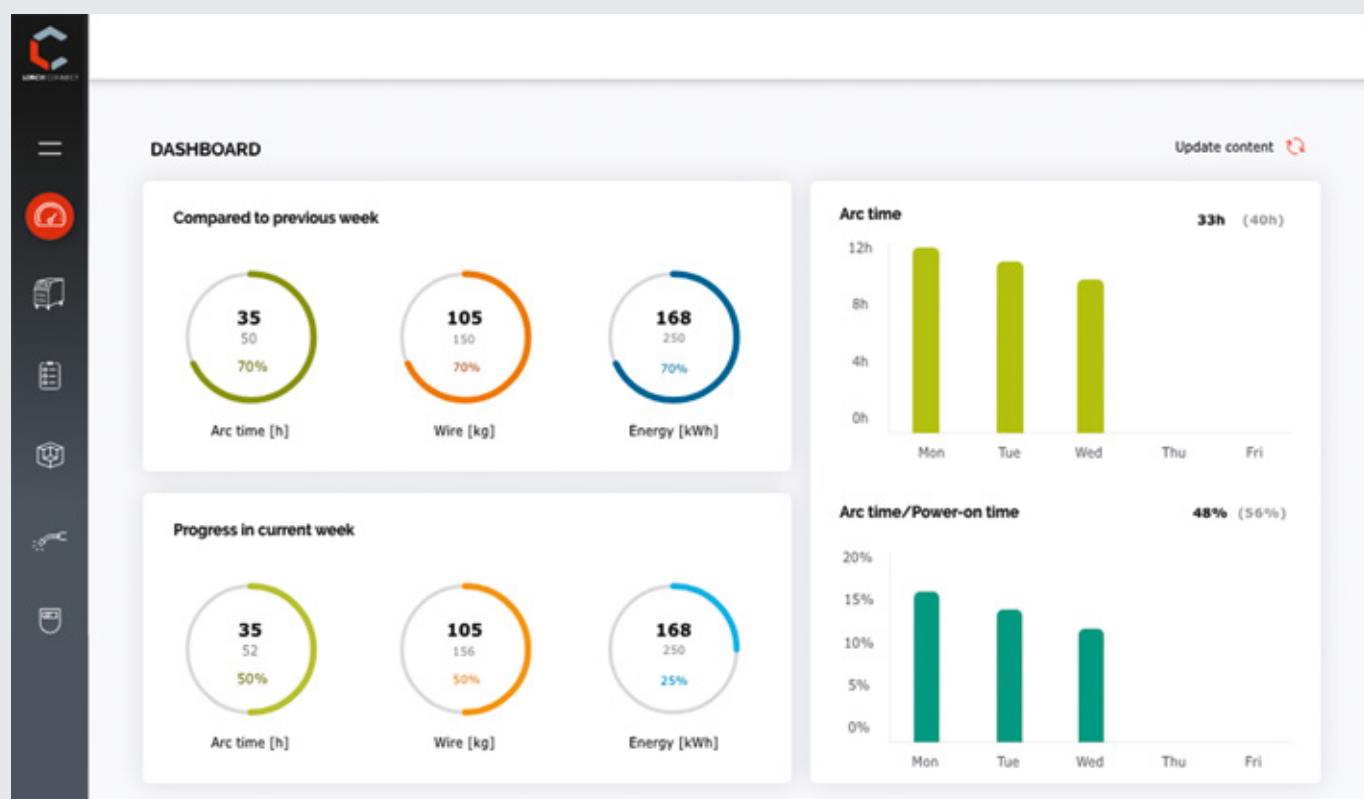 LORCH CONNECT
DASHBOARD
Update content
Compared to previous week
35
50
70%
Arc time [h]
105
150
70%
Wire [kg]
168
250
70%
Energy [kWh]
Progress in current week
35
52
50%
Arc time [h]
105
156
50%
Wire [kg]
168
250
25%
Energy [kWh]
Arc time
33h (40h)
12h
8h
4h
0h
Mon Tue Wed Thu Fri
Arc time/Power-on time
48% (56%)
20%
15%
10%
5%
0%
Mon Tue Wed Thu Fri